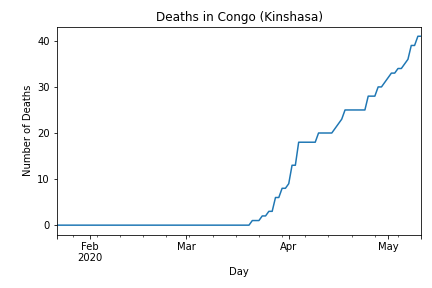 Deaths in Congo (Kinshasa)
40
30
20
10
0
Number of Deaths
Feb
2020
Mar
Apr
May
Day